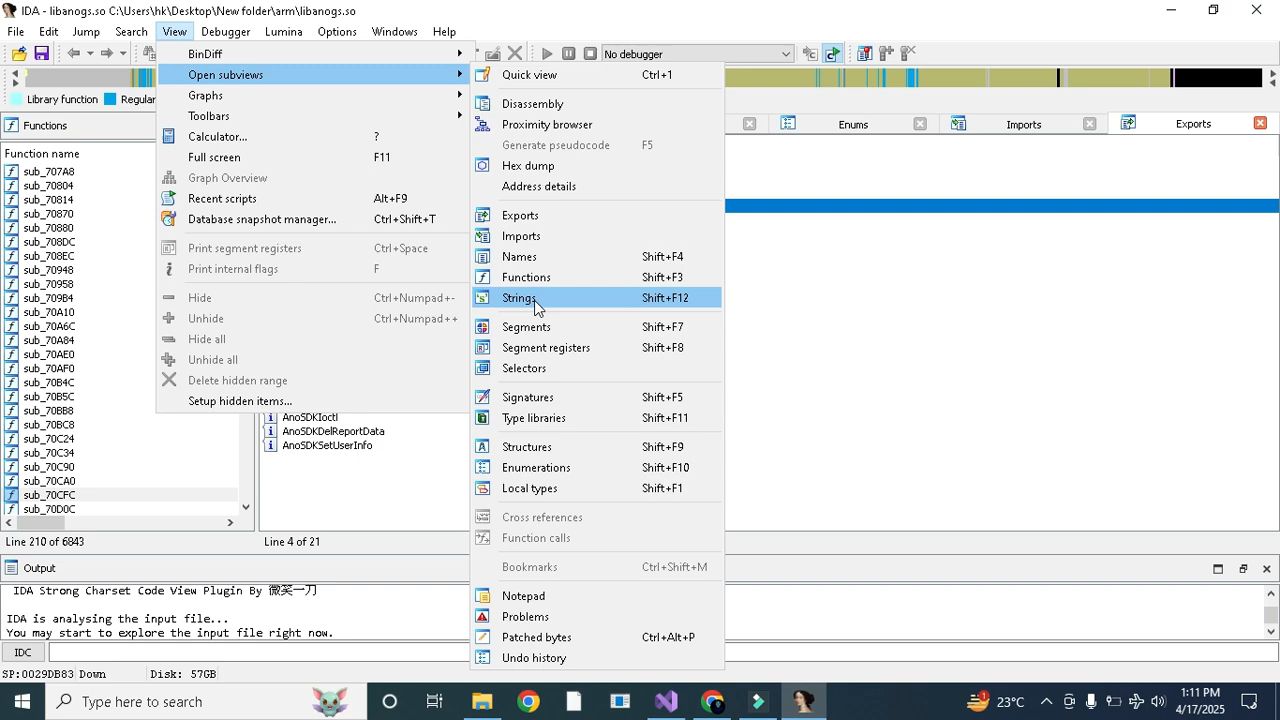 IDA - libanogs.so C:\Users\hk\Desktop\New folder\arm\libanogs.so
File Edit Jump Search View Debugger Lumina Options Windows Help
No debugger
Library function Regular
Functions
Function name
sub_707A8
sub_70804
sub_70814
sub_70870
sub_70880
sub_708DC
sub_708EC
sub_70948
sub_70958
sub_709B4
sub_70A10
sub_70A6C
sub_70A84
sub_70AE0
sub_70B4C
sub_70B5C
sub_70BB8
sub_70BC8
sub_70C24
sub_70C34
sub_70C90
sub_70CA0
sub_70CFC
sub_70D0C
Line 210 of 6843
BinDiff
Open subviews
Graphs
Toolbars
Calculator... ?
Full screen F11
Graph Overview
Recent scripts Alt+F9
Database snapshot manager... Ctrl+Shift+T
Print segment registers Ctrl+Space
Print internal flags F
Hide Ctrl+Numpad+-
Unhide Ctrl+Numpad++
Hide all
Unhide all
Delete hidden range
Setup hidden items...
Quick view Ctrl+1
Disassembly
Proximity browser
Generate pseudocode F5
Hex dump
Address details
Exports
Imports
Names Shift+F4
Functions Shift+F3
Strings Shift+F12
Segments Shift+F7
Segment registers Shift+F8
Selectors
Signatures Shift+F5
Type libraries Shift+F11
Structures Shift+F9
Enumerations Shift+F10
Local types Shift+F1
Cross references
Function calls
Bookmarks Ctrl+Shift+M
Notepad
Problems
Patched bytes Ctrl+Alt+P
Undo history
Enums Imports Exports
AnoSDKIoctl
AnoSDKDelReportData
AnoSDKSetUserInfo
Line 4 of 21
Output
IDA Strong Charset Code View Plugin By 微笑一刀
IDA is analysing the input file...
You may start to explore the input file right now.
IDC
SP:0029DB83 Down Disk: 57GB
Type here to search
23°C
1:11 PM
4/17/2025